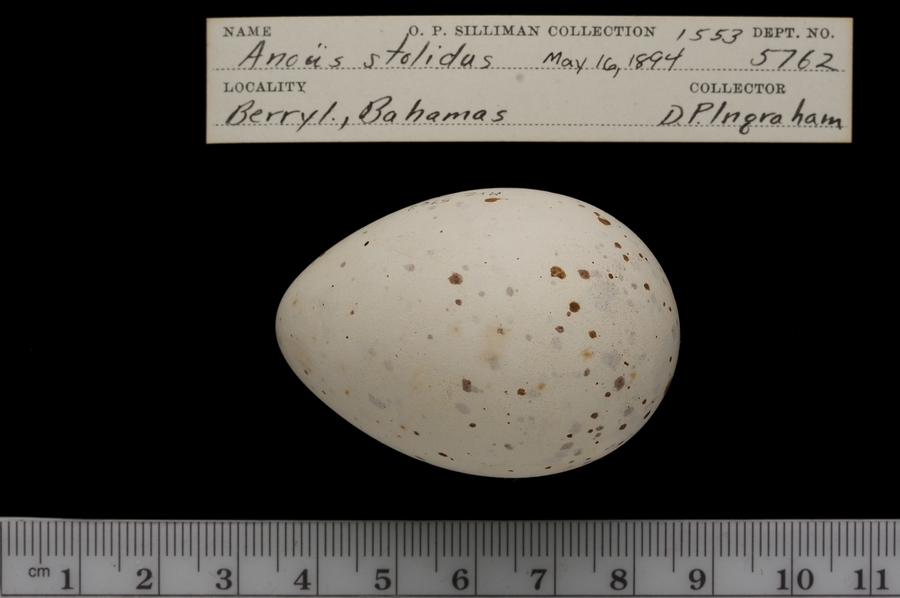 NAME O. P. SILLIMAN COLLECTION 1553 DEPT. NO.
Anoüs stolidus May 16, 1894 5762
LOCALITY COLLECTOR
Berry I., Bahamas D.P. Ingraham
cm 1 2 3 4 5 6 7 8 9 10 11